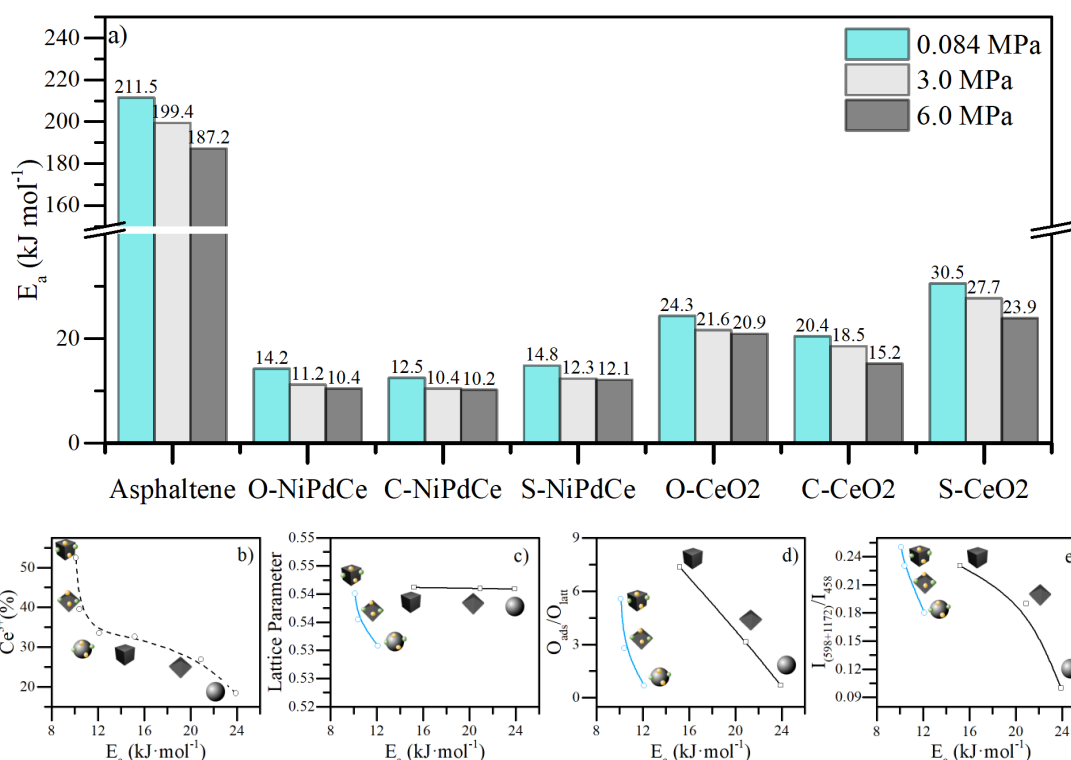 a)
0.084 MPa
3.0 MPa
6.0 MPa
E_a (kJ mol⁻¹)
240
220
200
180
160
20
0
211.5
199.4
187.2
14.2
11.2
10.4
12.5
10.4
10.2
14.8
12.3
12.1
24.3
21.6
20.9
20.4
18.5
15.2
30.5
27.7
23.9
Asphaltene O-NiPdCe C-NiPdCe S-NiPdCe O-CeO2 C-CeO2 S-CeO2
b)
Ce³⁺(%)
50
40
30
20
8 12 16 20 24
(kJ·mol⁻¹)
c)
Lattice Parameter
0.55
0.55
0.54
0.54
0.53
0.53
0.52
8 12 16 20 24
(kJ·mol⁻¹)
d)
O_ads/O_latt
9
6
3
0
8 12 16 20 24
(kJ·mol⁻¹)
e
I_(598+1172)/I_458
0.24
0.21
0.18
0.15
0.12
0.09
8 12 16 20 24
(kJ·mol⁻¹)